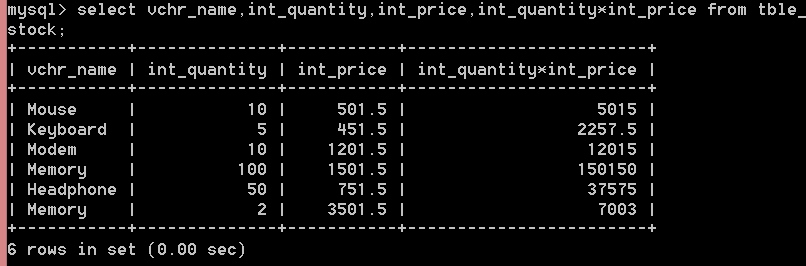 mysql> select vchr_name,int_quantity,int_price,int_quantity*int_price from tble_
stock;
+-----------+--------------+-----------+------------------------+
| vchr_name | int_quantity | int_price | int_quantity*int_price |
+-----------+--------------+-----------+------------------------+
| Mouse     |           10 |     501.5 |                   5015 |
| Keyboard  |            5 |     451.5 |                 2257.5 |
| Modem     |           10 |    1201.5 |                  12015 |
| Memory    |          100 |    1501.5 |                 150150 |
| Headphone |           50 |     751.5 |                  37575 |
| Memory    |            2 |    3501.5 |                   7003 |
+-----------+--------------+-----------+------------------------+
6 rows in set (0.00 sec)